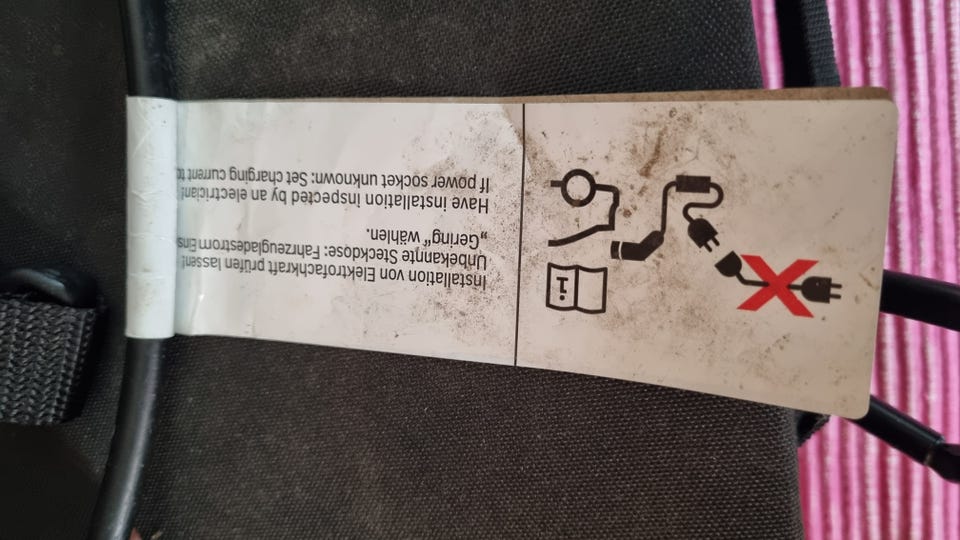 Installation von Elektrofachkraft prüfen lassen!
Unbekannte Steckdose: Fahrzeugladestrom
„Gering“ wählen.
Have installation inspected by an electrician!
If power socket unknown: Set charging current to
i